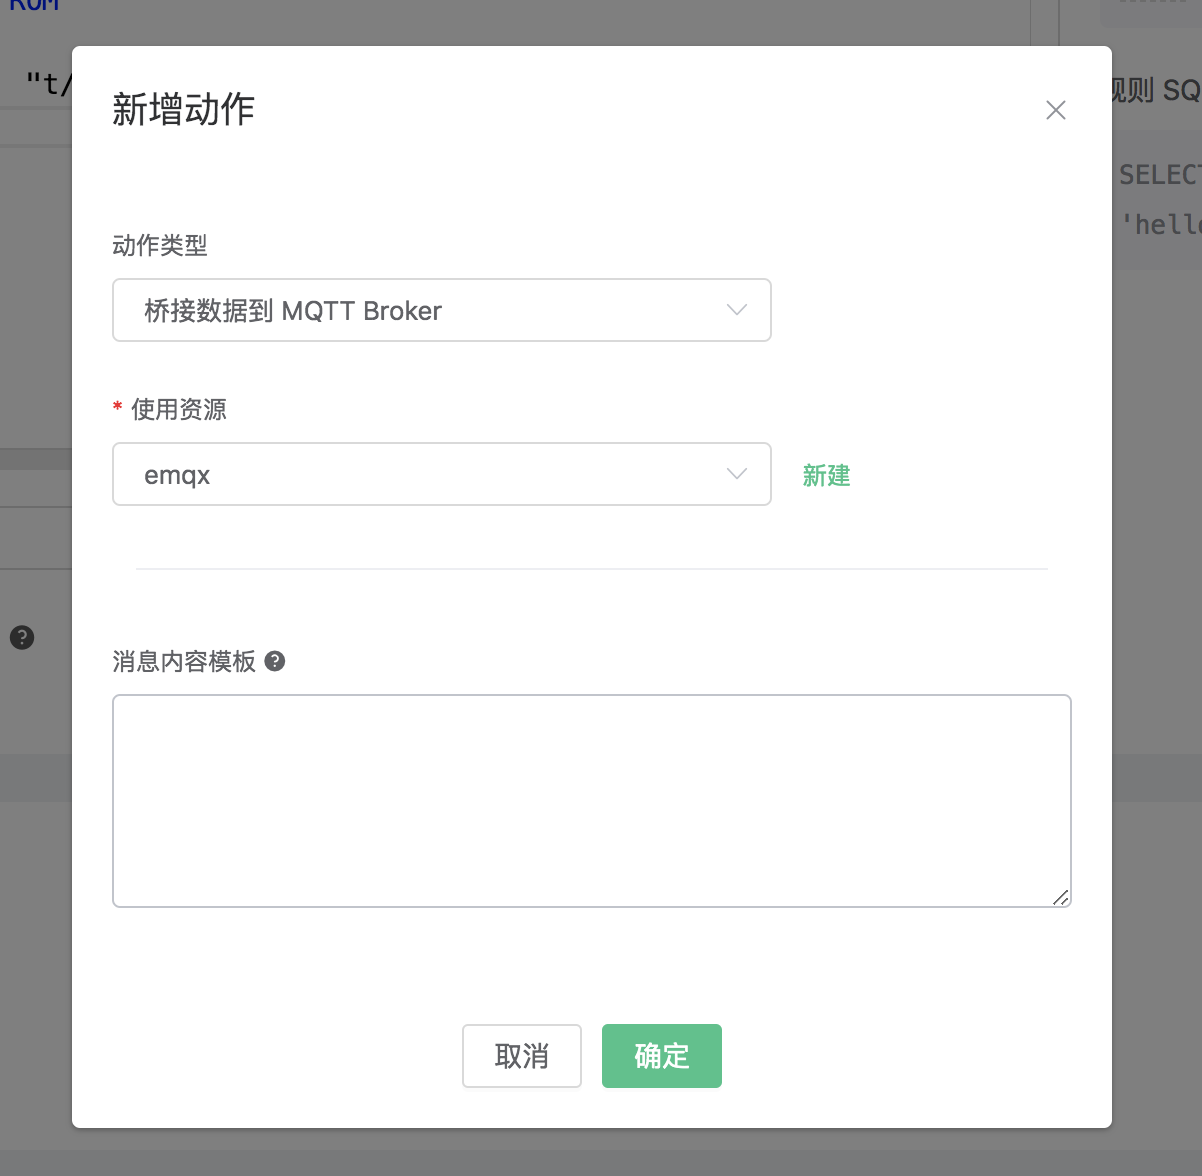 ROM
"t/
规则 SQ
SELECT
'hello
新增动作
动作类型
桥接数据到 MQTT Broker
* 使用资源
emqx
新建
消息内容模板 ?
?
取消
确定